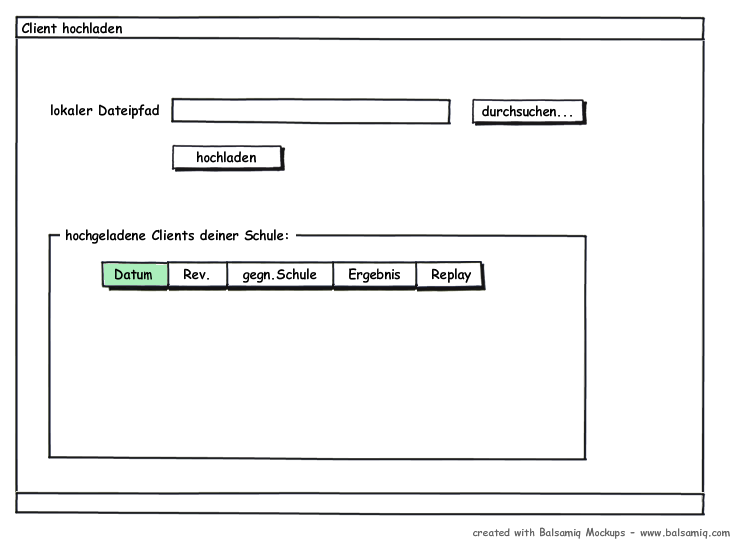 Client hochladen
lokaler Dateipfad durchsuchen...
hochladen
hochgeladene Clients deiner Schule:
Datum Rev. gegn.Schule Ergebnis Replay
created with Balsamiq Mockups - www.balsamiq.com